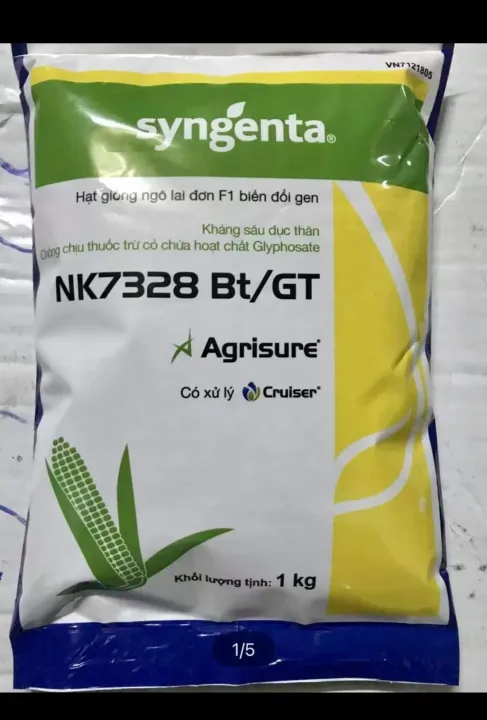 VN7321805
syngenta®
Hạt giống ngô lai đơn F1 biến đổi gen
Kháng sâu đục thân
Chống chịu thuốc trừ cỏ chứa hoạt chất Glyphosate
NK7328 Bt/GT
Agrisure®
Có xử lý Cruiser®
Khối lượng tịnh: 1 kg
1/5